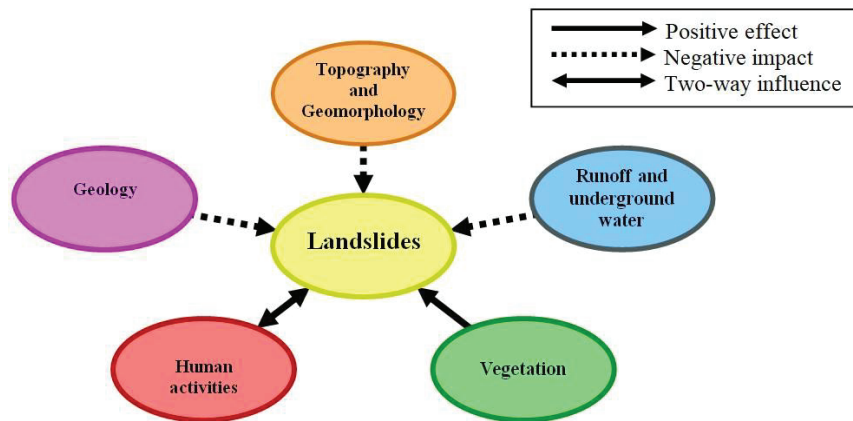 Positive effect
Negative impact
Two-way influence
Topography
and
Geomorphology
Geology
Runoff and
underground
water
Landslides
Human
activities
Vegetation